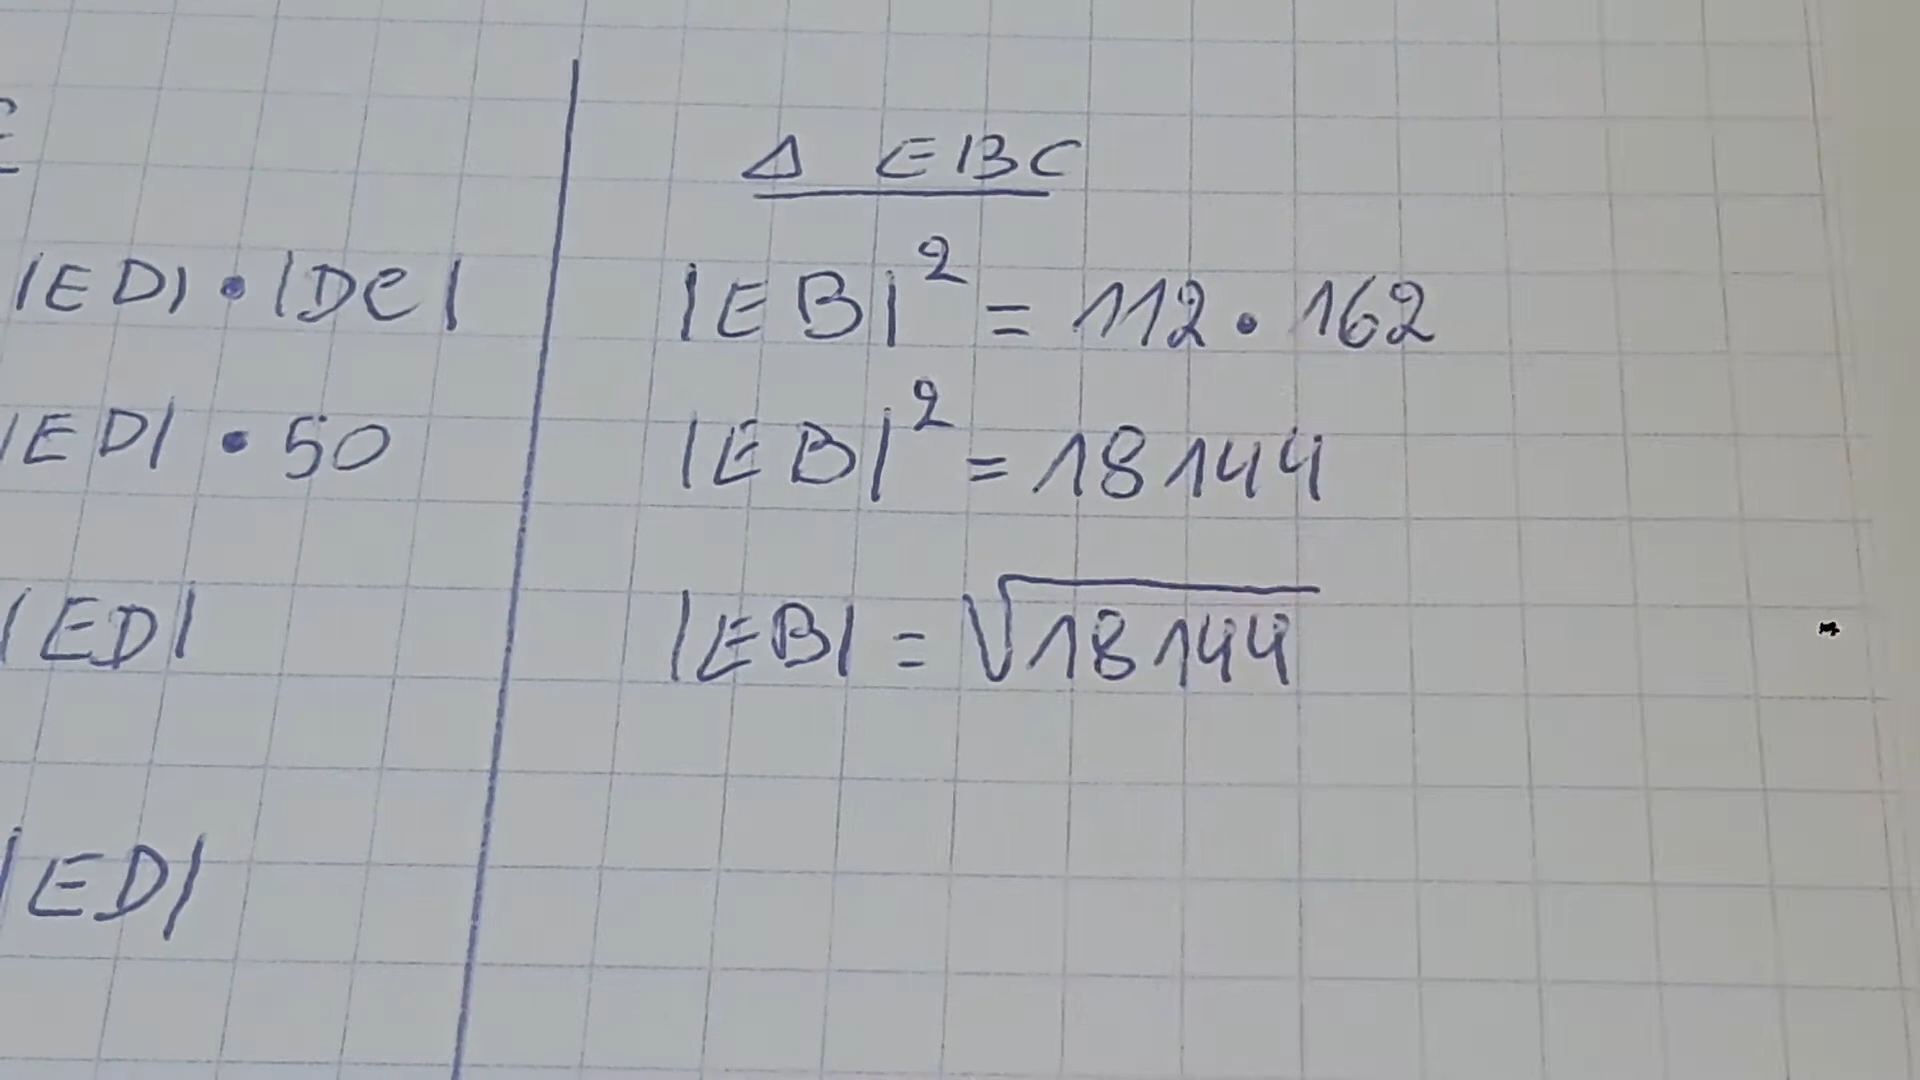 |ED| • |DC|
|ED| • 50
|ED|
|ED|
Δ EBC
|EB|² = 112 • 162
|EB|² = 18144
|EB| = √18144